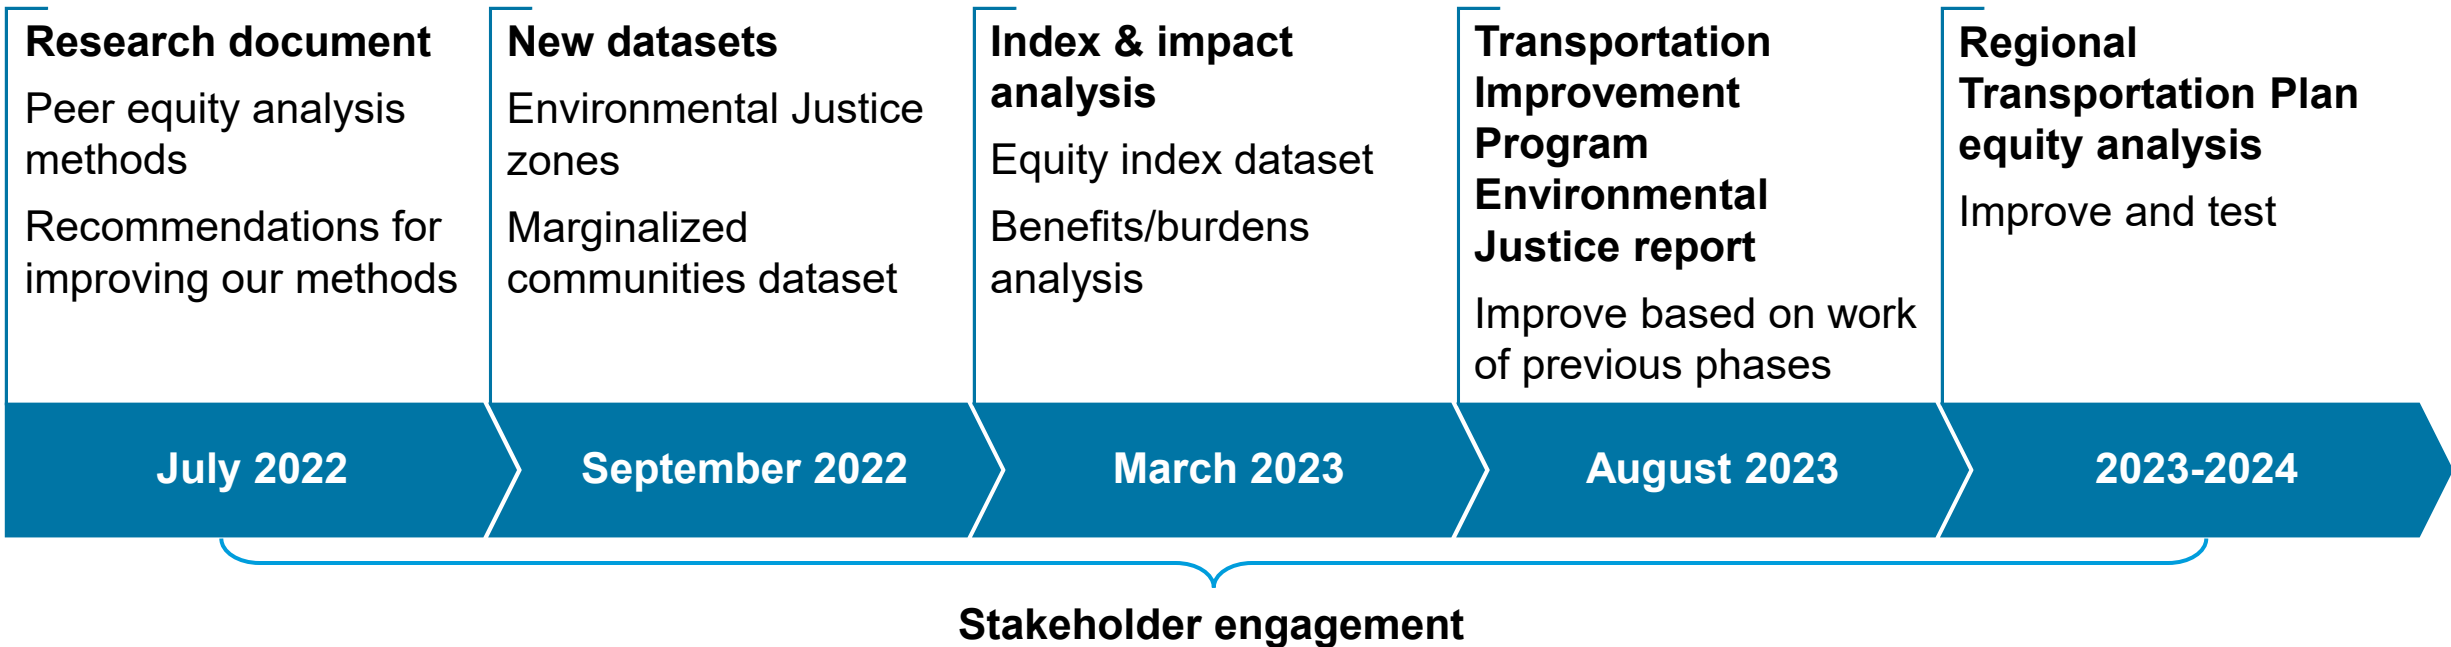 Research document
Peer equity analysis
methods
Recommendations for
improving our methods
New datasets
Environmental Justice
zones
Marginalized
communities dataset
Index & impact
analysis
Equity index dataset
Benefits/burdens
analysis
Transportation
Improvement
Program
Environmental
Justice report
Improve based on work
of previous phases
Regional
Transportation Plan
equity analysis
Improve and test
July 2022
September 2022
March 2023
August 2023
2023-2024
Stakeholder engagement